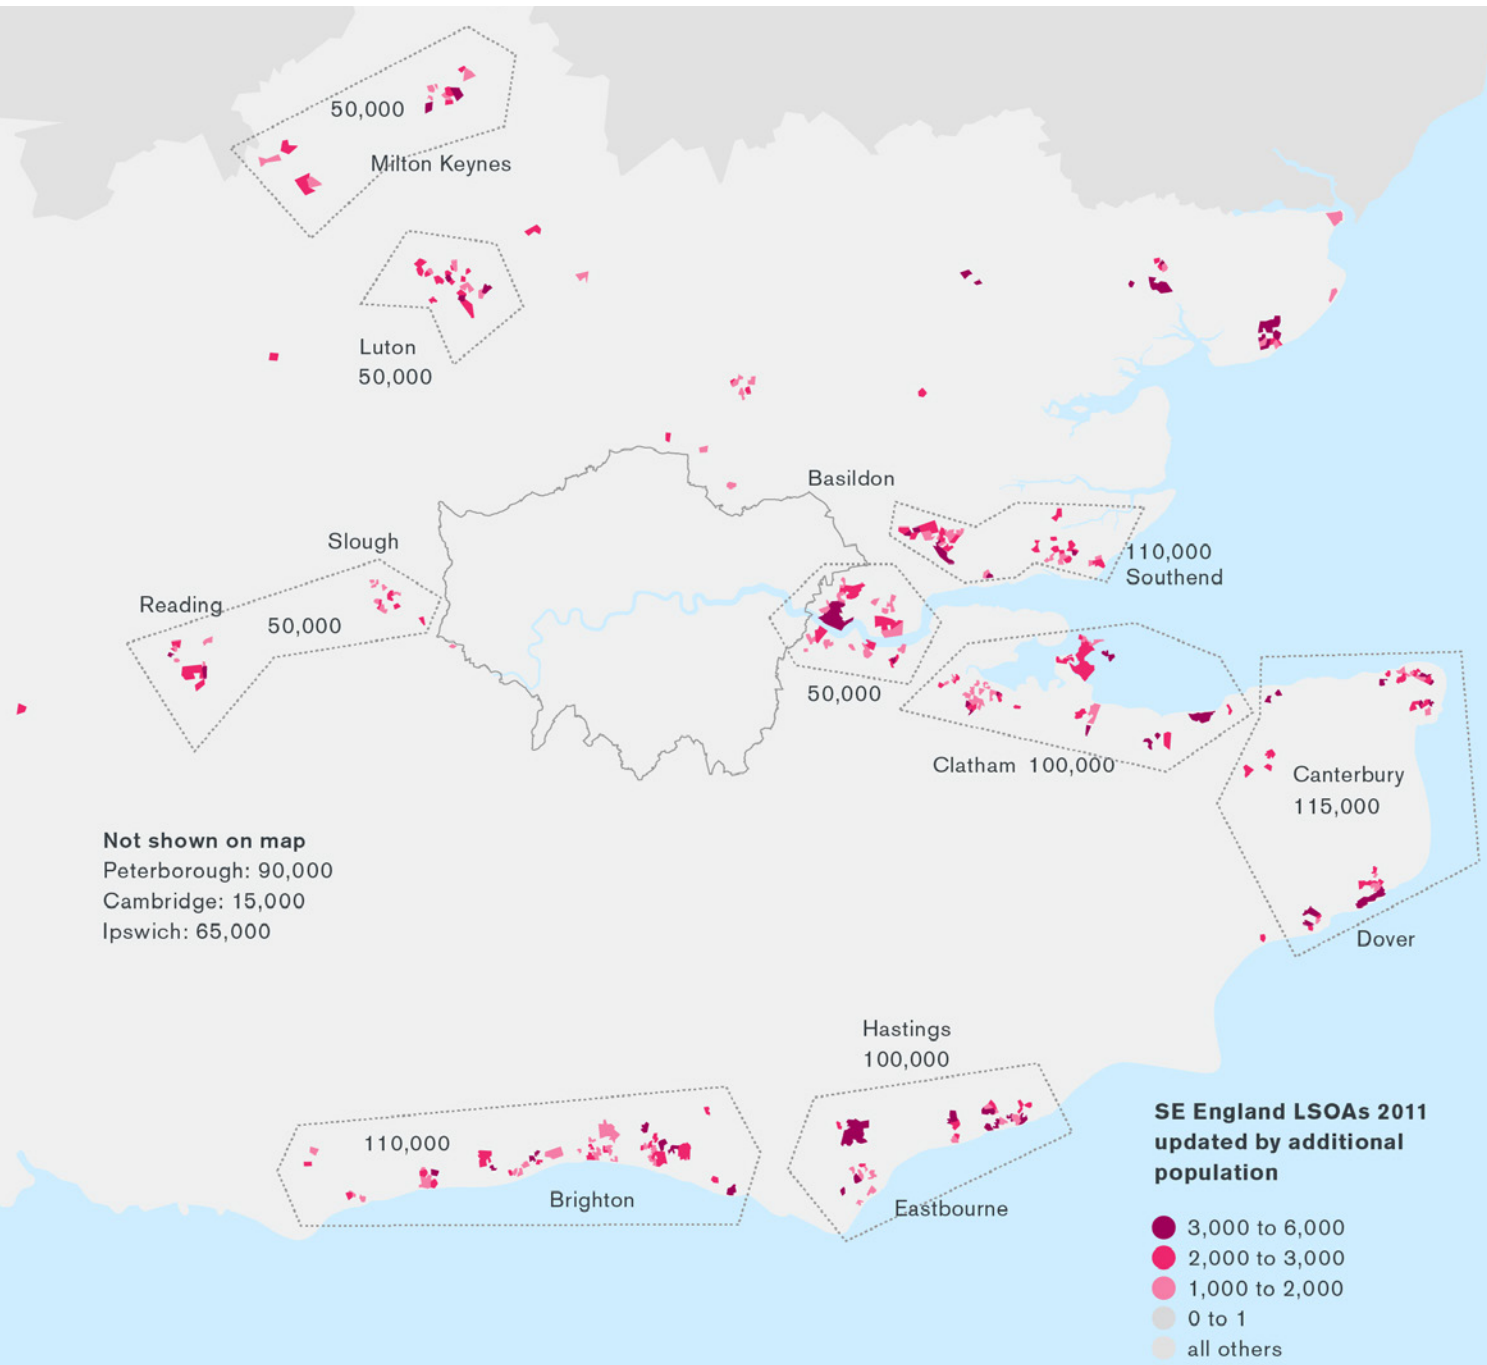 50,000
Milton Keynes
Luton
50,000
Basildon
Slough
110,000
Southend
Reading
50,000
50,000
Clatham 100,000
Canterbury
115,000
Not shown on map
Peterborough: 90,000
Cambridge: 15,000
Ipswich: 65,000
Dover
Hastings
100,000
110,000
Brighton
Eastbourne
SE England LSOAs 2011
updated by additional
population
3,000 to 6,000
2,000 to 3,000
1,000 to 2,000
0 to 1
all others